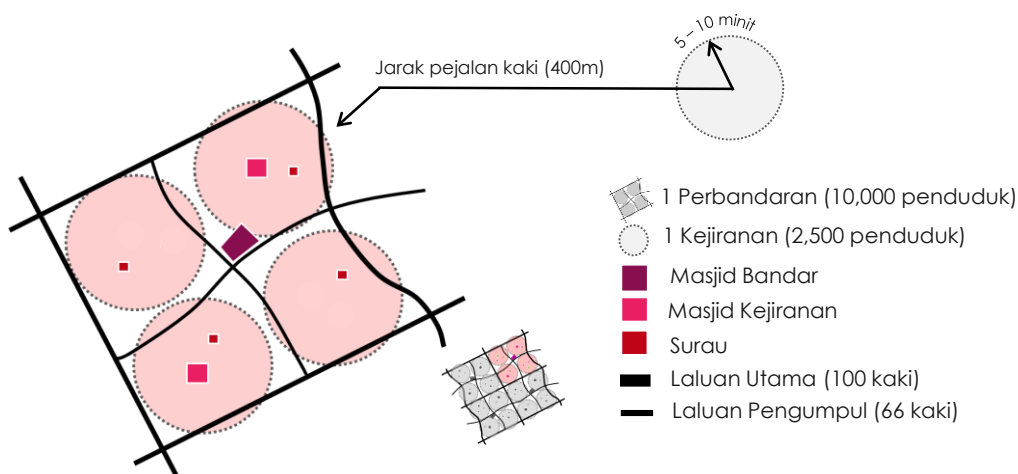 5 – 10 minit
Jarak pejalan kaki (400m)
1 Perbandaran (10,000 penduduk)
1 Kejiranan (2,500 penduduk)
Masjid Bandar
Masjid Kejiranan
Surau
Laluan Utama (100 kaki)
Laluan Pengumpul (66 kaki)